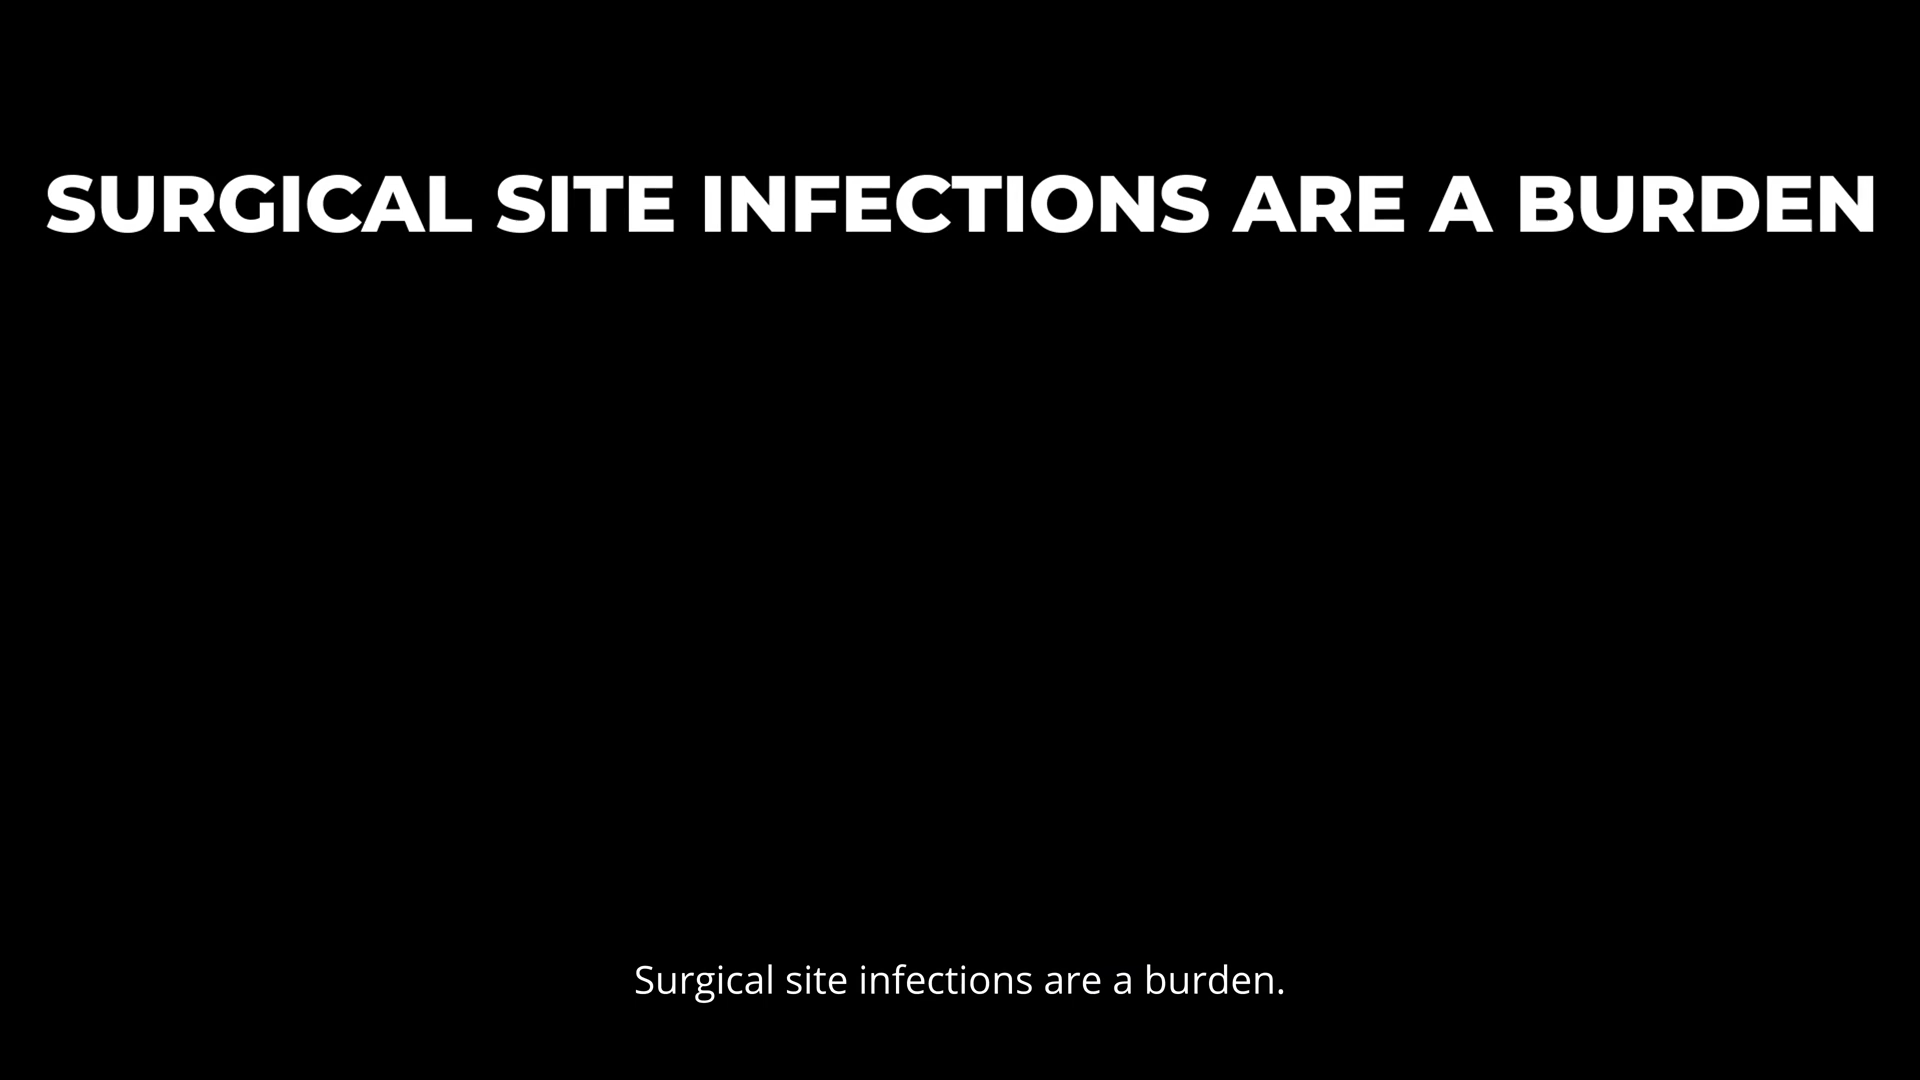 SURGICAL SITE INFECTIONS ARE A BURDEN
Surgical site infections are a burden.